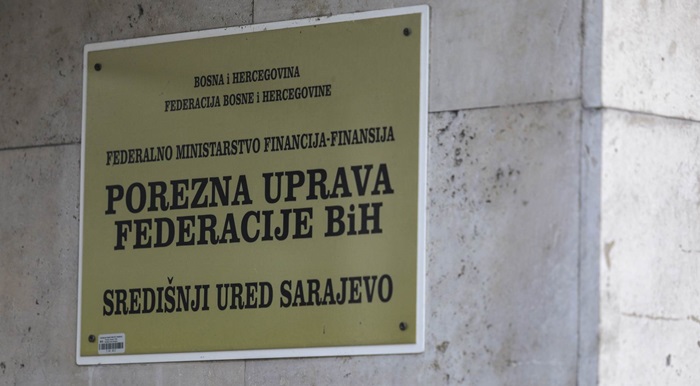 BOSNA i HERCEGOVINA
FEDERACIJA BOSNE i HERCEGOVINE
FEDERALNO MINISTARSTVO FINANCIJA-FINANSIJA
POREZNA UPRAVA
FEDERACIJE BiH
SREDIŠNJI URED SARAJEVO